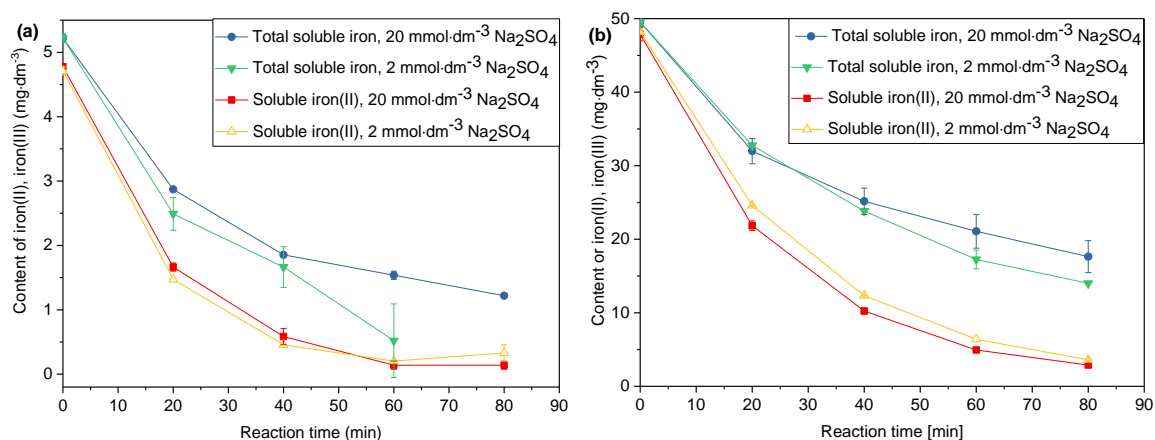 (a)
Total soluble iron, 20 mmol·dm⁻³ Na₂SO₄
Total soluble iron, 2 mmol·dm⁻³ Na₂SO₄
Soluble iron(II), 20 mmol·dm⁻³ Na₂SO₄
Soluble iron(II), 2 mmol·dm⁻³ Na₂SO₄
Content of iron(II), iron(III) (mg·dm⁻³)
5
4
3
2
1
0
0 10 20 30 40 50 60 70 80 90
Reaction time (min)
(b)
Total soluble iron, 20 mmol·dm⁻³ Na₂SO₄
Total soluble iron, 2 mmol·dm⁻³ Na₂SO₄
Soluble iron(II), 20 mmol·dm⁻³ Na₂SO₄
Soluble iron(II), 2 mmol·dm⁻³ Na₂SO₄
Content or iron(II), iron(III) (mg·dm⁻³)
50
40
30
20
10
0
0 10 20 30 40 50 60 70 80 90
Reaction time [min]